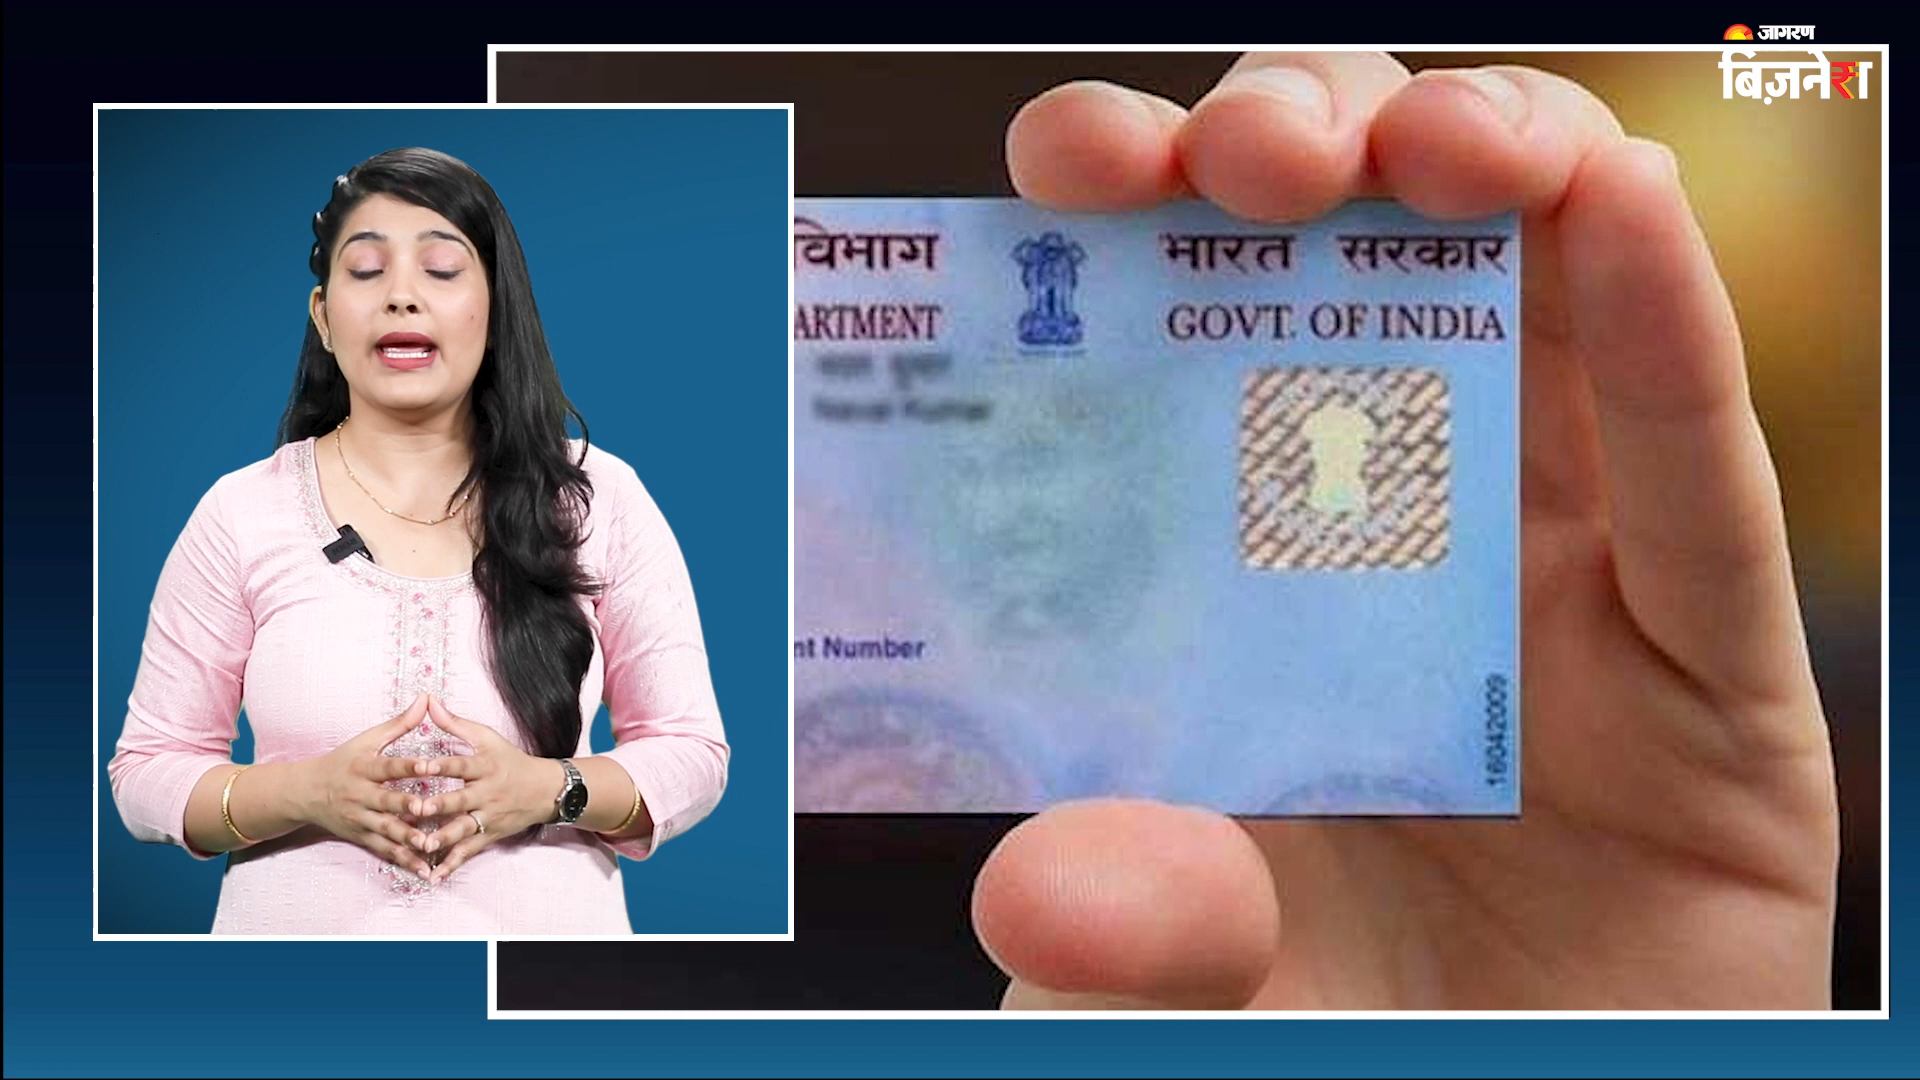 जागरण
बिज़नेस
विभाग
भारत सरकार
ARTMENT
GOVT. OF INDIA
nt Number
16042009